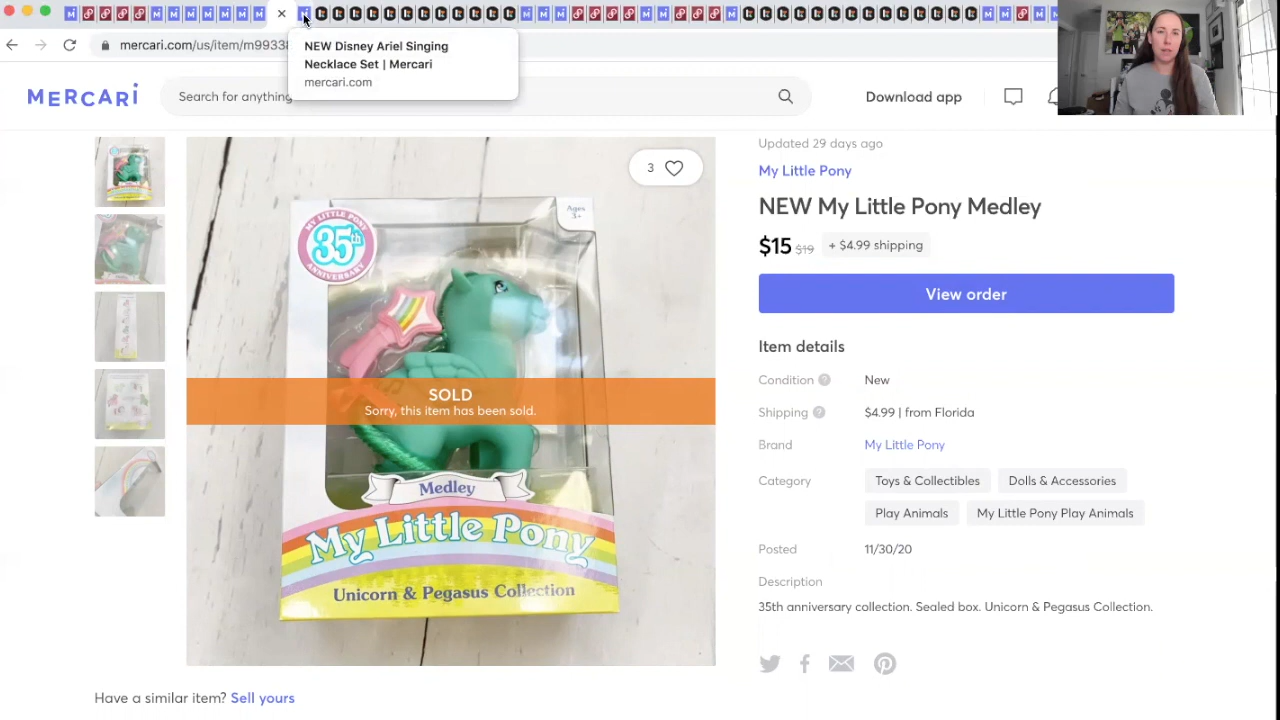 NEW Disney Ariel Singing
Necklace Set | Mercari
mercari.com
mercari.com/us/item/m9933
MERCARI
Search for anything
Download app
3
35th
MY LITTLE PONY
ANNIVERSARY
Ages
3+
SOLD
Sorry, this item has been sold.
Medley
My Little Pony
Unicorn & Pegasus Collection
Updated 29 days ago
My Little Pony
NEW My Little Pony Medley
$15 $19 + $4.99 shipping
View order
Item details
Condition ? New
Shipping ? $4.99 | from Florida
Brand My Little Pony
Category Toys & Collectibles Dolls & Accessories
Play Animals My Little Pony Play Animals
Posted 11/30/20
Description
35th anniversary collection. Sealed box. Unicorn & Pegasus Collection.
Have a similar item? Sell yours